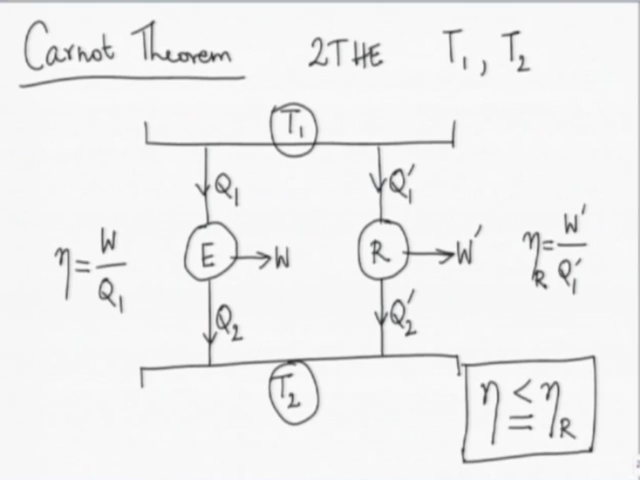 Carnot Theorem 2THE T₁, T₂
T₁
Q₁ Q₁′
η = W/Q₁ E W R W′ η_R = W′/Q₁′
Q₂ Q₂′
T₂
η ≤ η_R